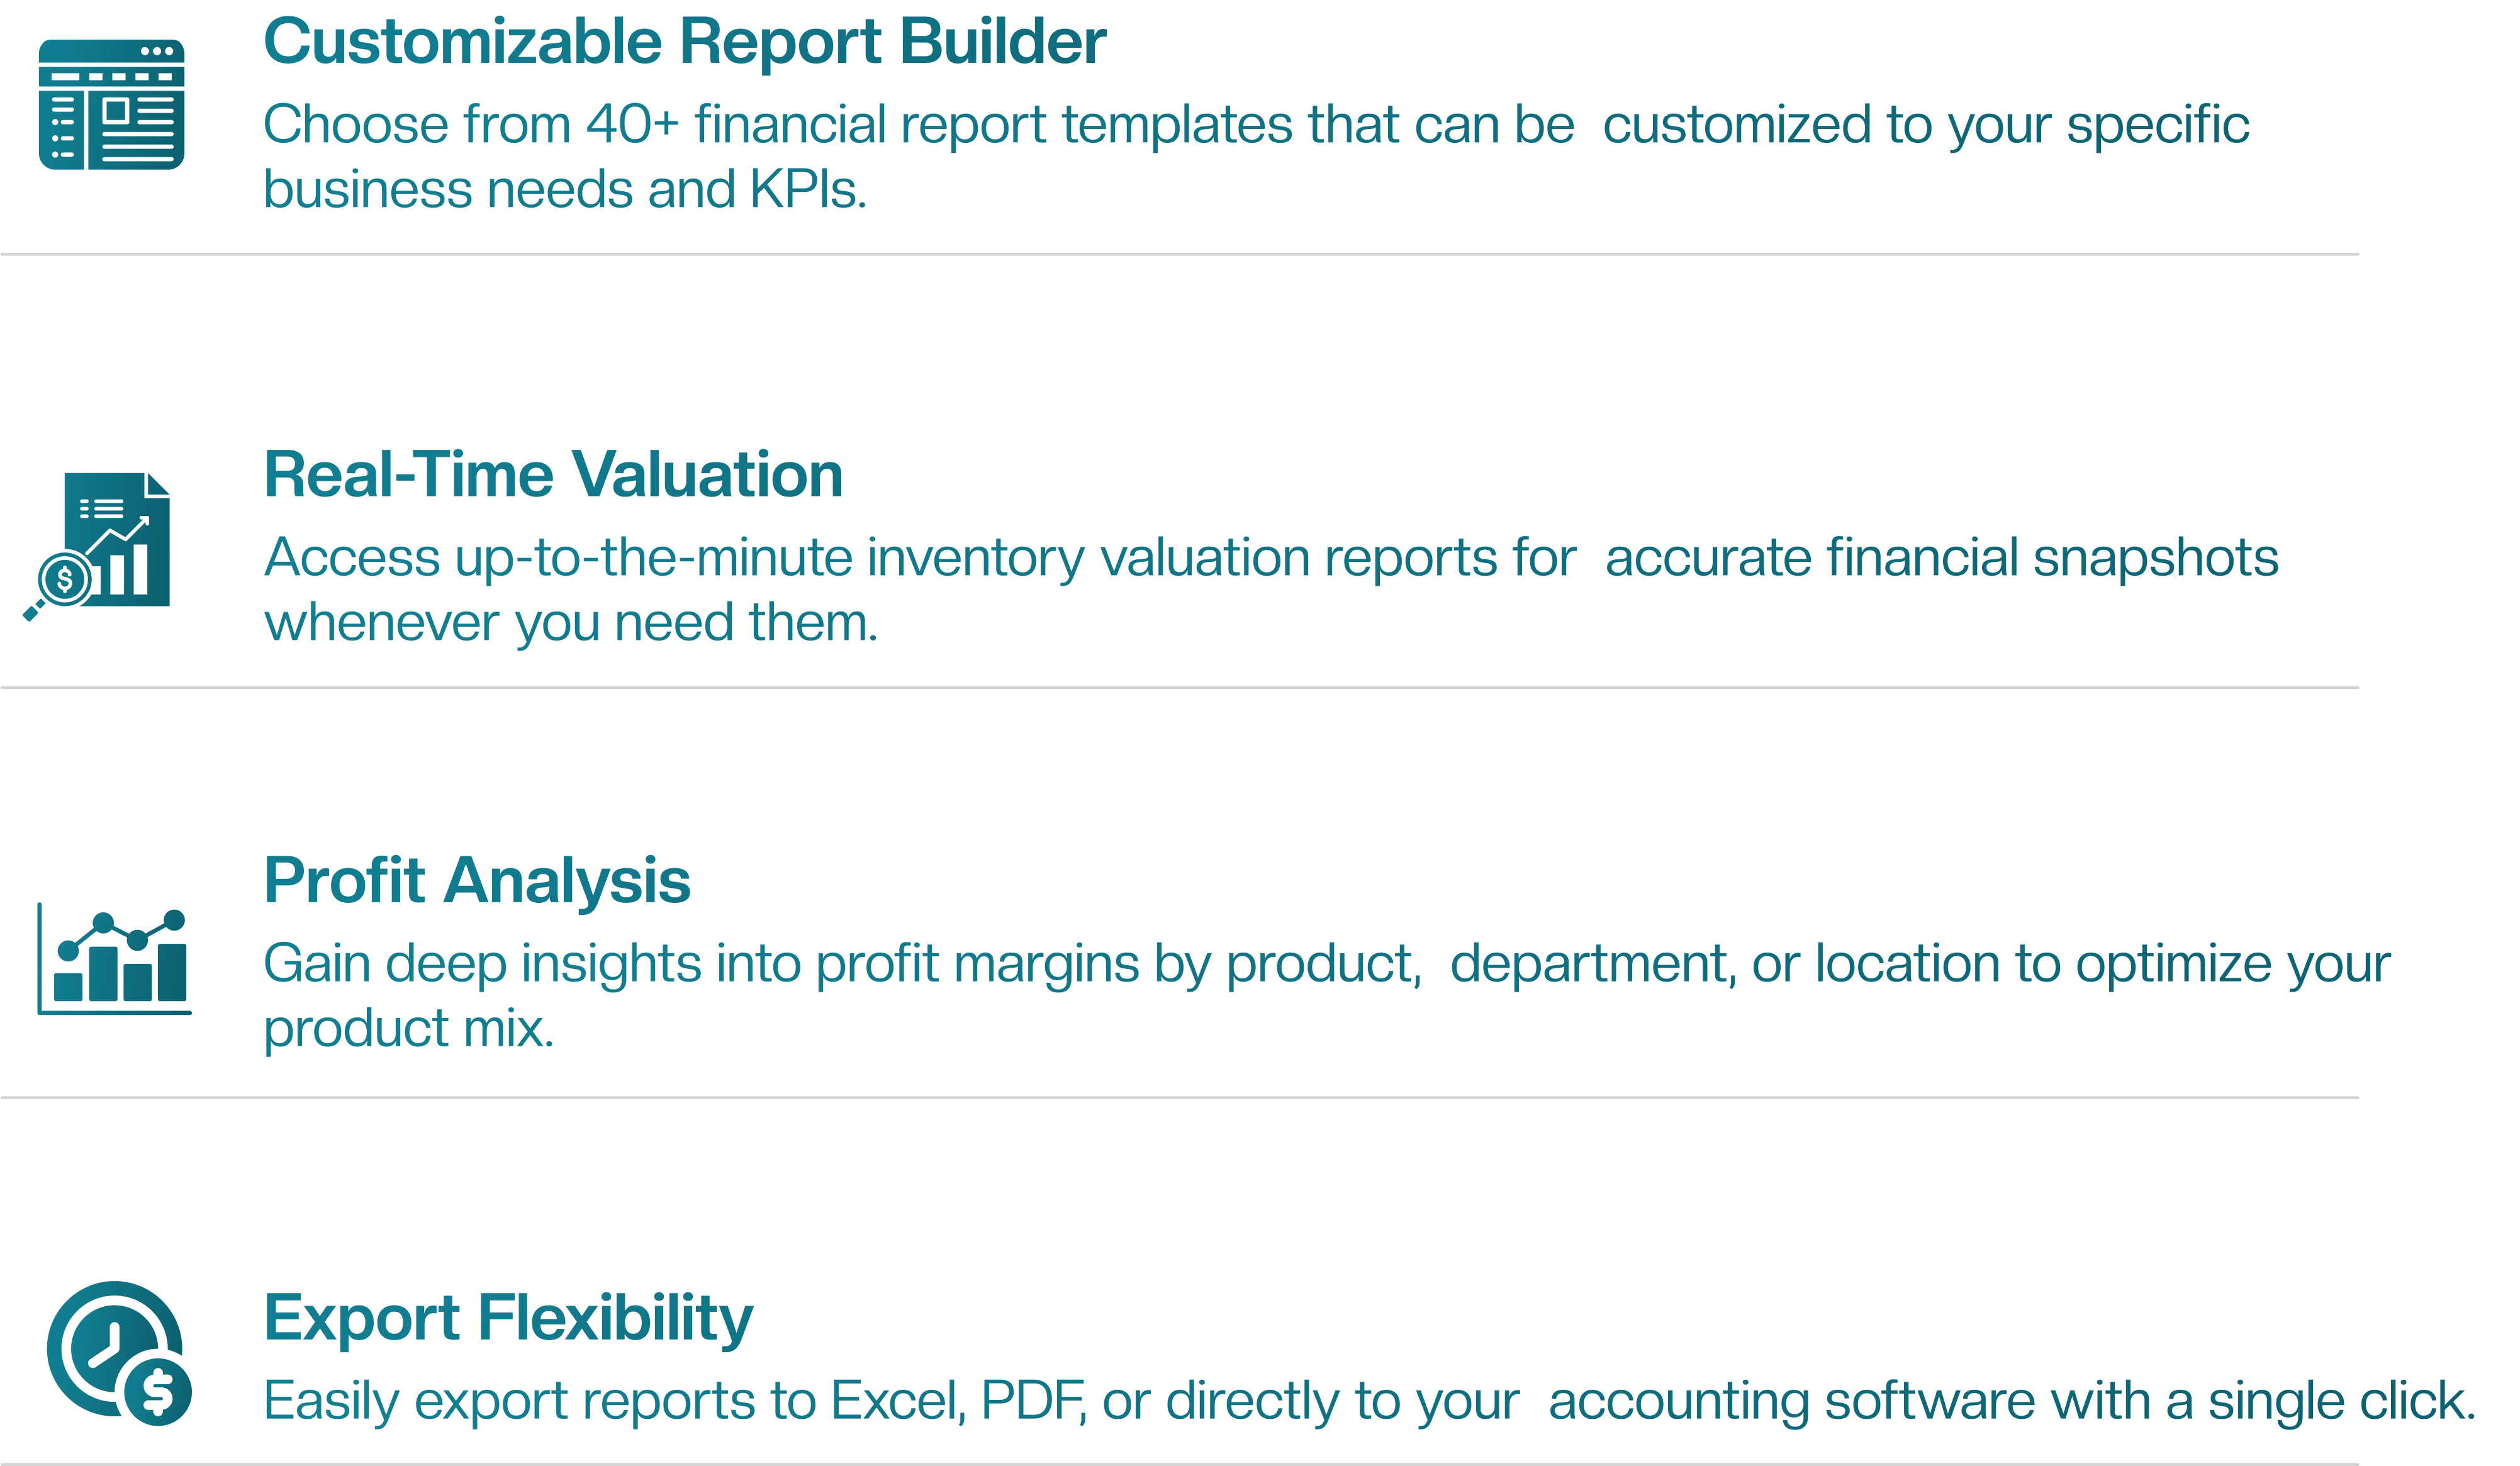 Customizable Report Builder
Choose from 40+ financial report templates that can be  customized to your specific
business needs and KPIs.
Real-Time Valuation
Access up-to-the-minute inventory valuation reports for  accurate financial snapshots
whenever you need them.
Profit Analysis
Gain deep insights into profit margins by product,  department, or location to optimize your
product mix.
Export Flexibility
Easily export reports to Excel, PDF, or directly to your  accounting software with a single click.